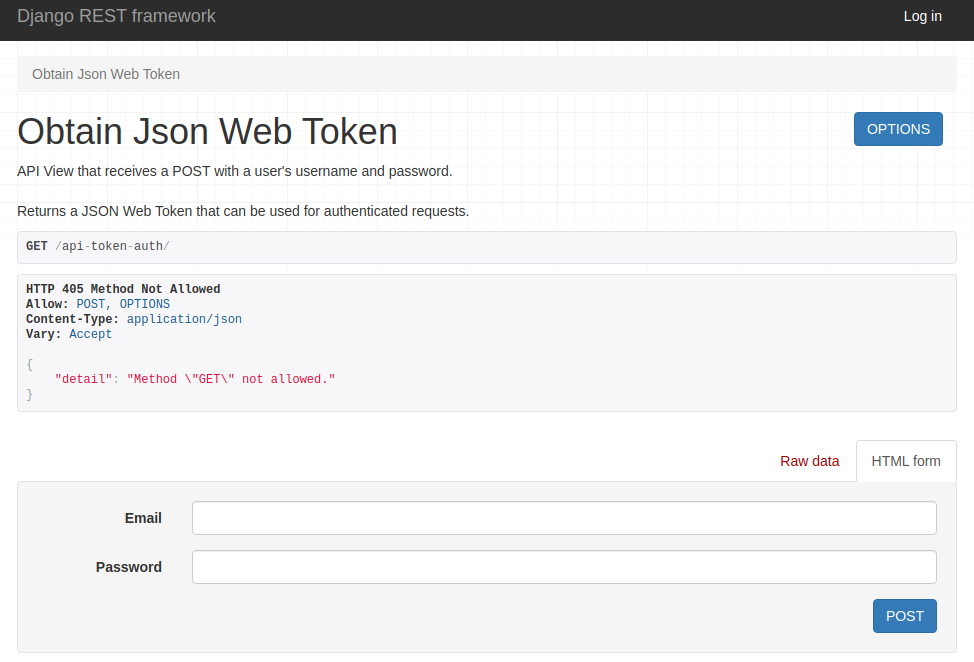 Django REST framework
Log in
Obtain Json Web Token
Obtain Json Web Token
OPTIONS
API View that receives a POST with a user's username and password.
Returns a JSON Web Token that can be used for authenticated requests.
GET /api-token-auth/
HTTP 405 Method Not Allowed
Allow: POST, OPTIONS
Content-Type: application/json
Vary: Accept
{
    "detail": "Method \"GET\" not allowed."
}
Raw data
HTML form
Email
Password
POST